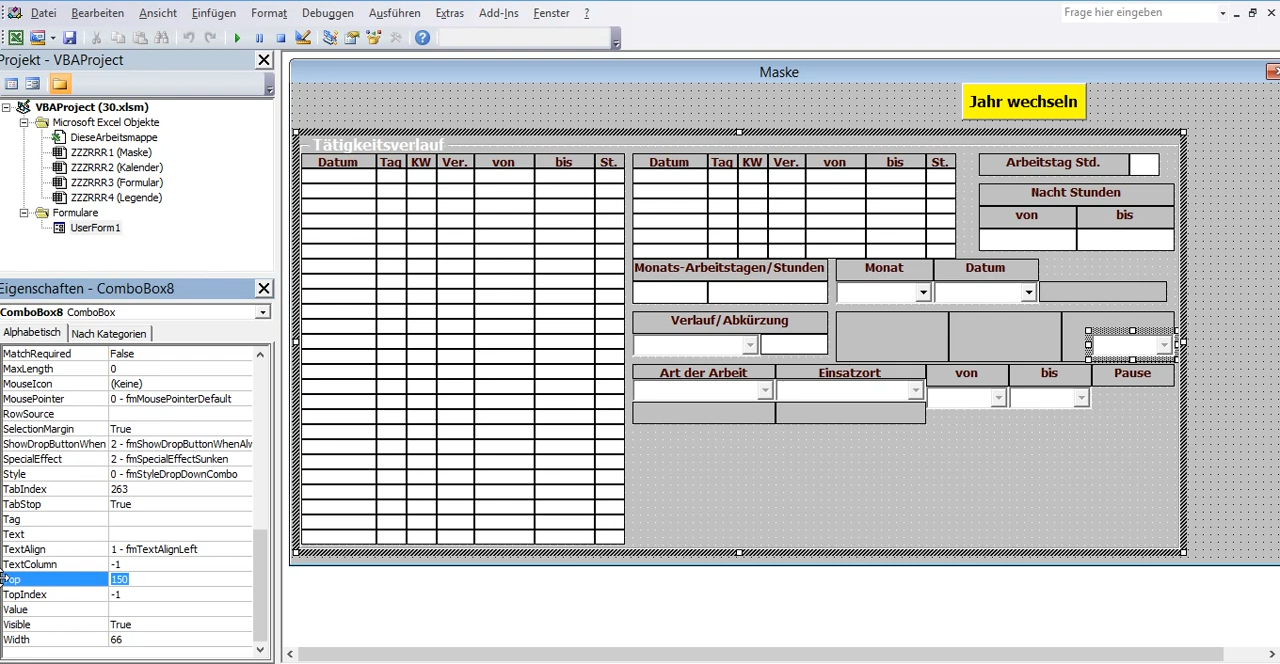 Datei Bearbeiten Ansicht Einfügen Format Debuggen Ausführen Extras Add-Ins Fenster ? Frage hier eingeben
Projekt - VBAProject
VBAProject (30.xlsm)
Microsoft Excel Objekte
DieseArbeitsmappe
ZZZRRR1 (Maske)
ZZZRRR2 (Kalender)
ZZZRRR3 (Formular)
ZZZRRR4 (Legende)
Formulare
UserForm1
Eigenschaften - ComboBox8
ComboBox8 ComboBox
Alphabetisch Nach Kategorien
MatchRequired False
MaxLength 0
MouseIcon (Keine)
MousePointer 0 - fmMousePointerDefault
RowSource
SelectionMargin True
ShowDropButtonWhen 2 - fmShowDropButtonWhenAlw
SpecialEffect 2 - fmSpecialEffectSunken
Style 0 - fmStyleDropDownCombo
TabIndex 263
TabStop True
Tag
Text
TextAlign 1 - fmTextAlignLeft
TextColumn -1
Top 150
TopIndex -1
Value
Visible True
Width 66
Maske
Jahr wechseln
Tätigkeitsverlauf
Datum Tag KW Ver. von bis St. Datum Tag KW Ver. von bis St.
Arbeitstag Std.
Nacht Stunden
von bis
Monats-Arbeitstagen/Stunden Monat Datum
Verlauf/Abkürzung
Art der Arbeit Einsatzort von bis Pause